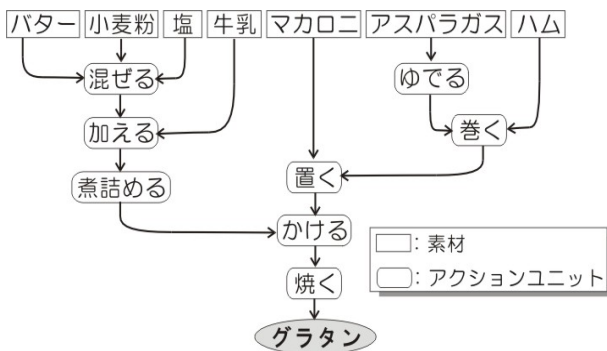 バター 小麦粉 塩 牛乳 マカロニ アスパラガス ハム
混ぜる ゆでる
加える 巻く
煮詰める 置く
かける
: 素材
焼く
: アクションユニット
グラタン